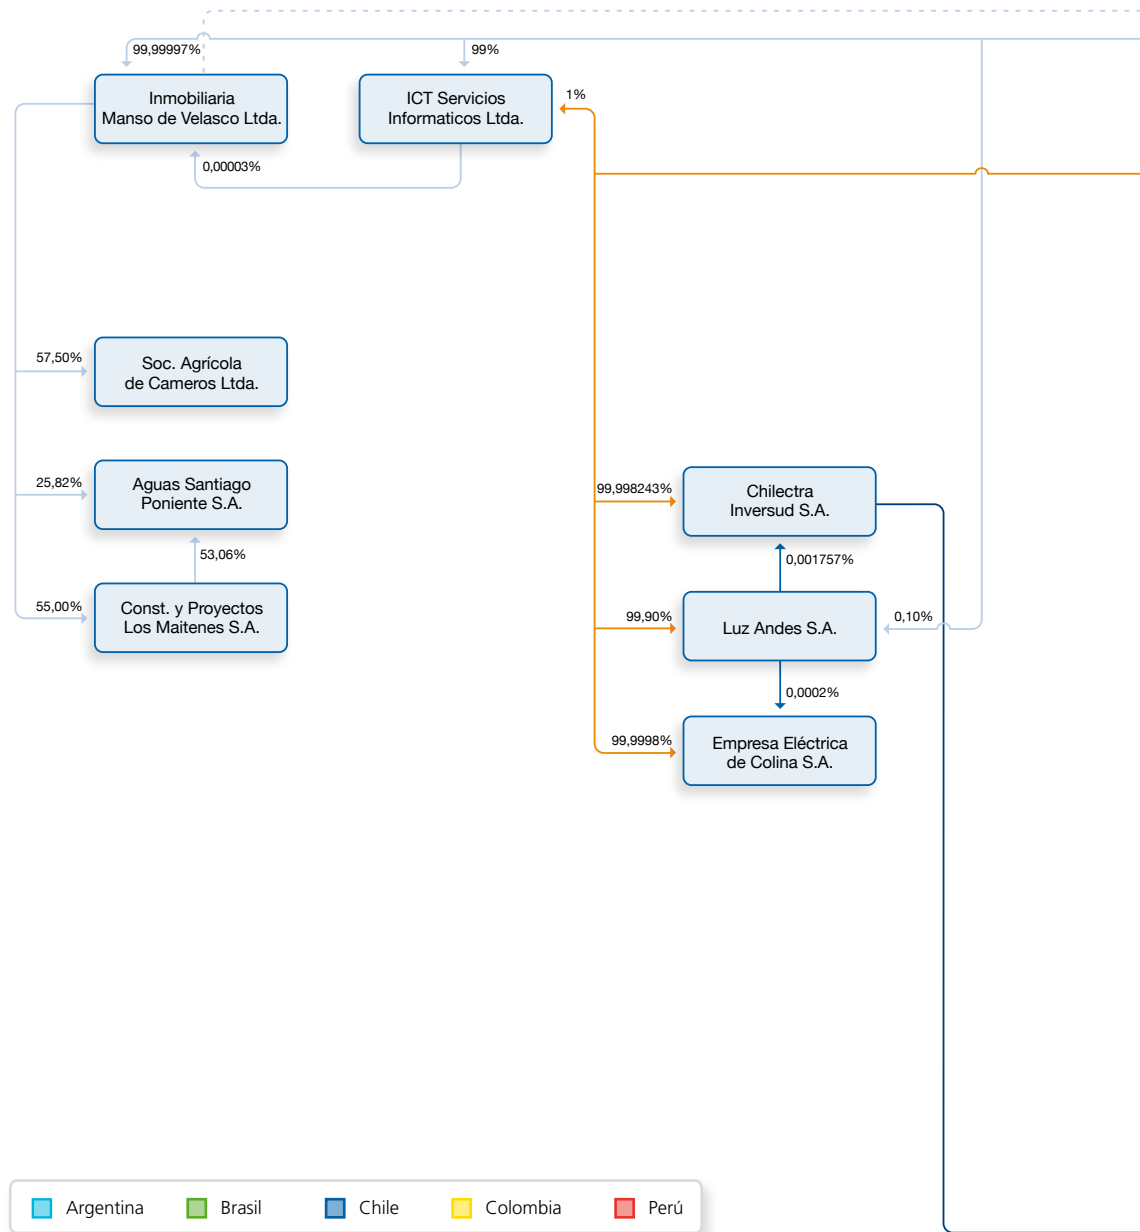 99,99997%
99%
Inmobiliaria
Manso de Velasco Ltda.
ICT Servicios
Informaticos Ltda.
1%
0,00003%
57,50%
Soc. Agrícola
de Cameros Ltda.
25,82%
Aguas Santiago
Poniente S.A.
53,06%
55,00%
Const. y Proyectos
Los Maitenes S.A.
99,998243%
Chilectra
Inversud S.A.
0,001757%
99,90%
Luz Andes S.A.
0,10%
0,0002%
99,9998%
Empresa Eléctrica
de Colina S.A.
Argentina Brasil Chile Colombia Perú